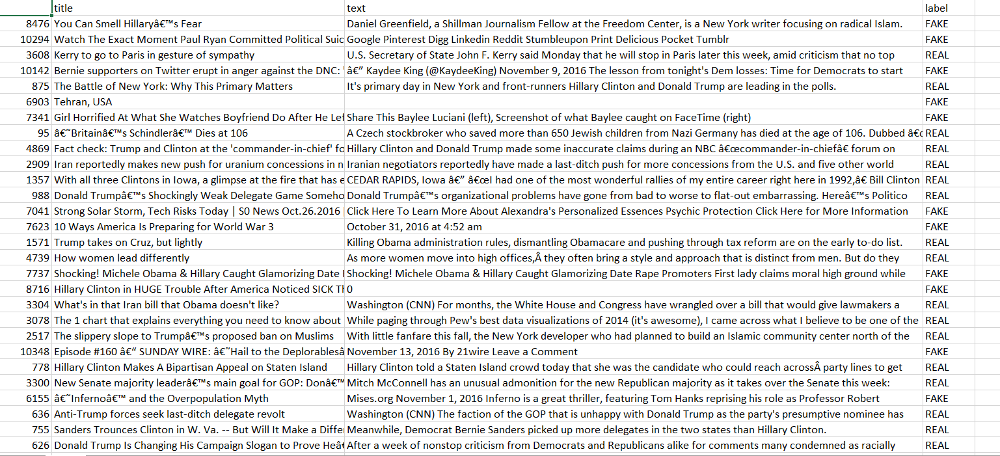 title text label
8476 You Can Smell Hillaryâ€™s Fear Daniel Greenfield, a Shillman Journalism Fellow at the Freedom Center, is a New York writer focusing on radical Islam. FAKE
10294 Watch The Exact Moment Paul Ryan Committed Political Suic Google Pinterest Digg Linkedin Reddit Stumbleupon Print Delicious Pocket Tumblr FAKE
3608 Kerry to go to Paris in gesture of sympathy U.S. Secretary of State John F. Kerry said Monday that he will stop in Paris later this week, amid criticism that no top REAL
10142 Bernie supporters on Twitter erupt in anger against the DNC: ' â€” Kaydee King (@KaydeeKing) November 9, 2016 The lesson from tonight's Dem losses: Time for Democrats to start FAKE
875 The Battle of New York: Why This Primary Matters It's primary day in New York and front-runners Hillary Clinton and Donald Trump are leading in the polls. REAL
6903 Tehran, USA FAKE
7341 Girl Horrified At What She Watches Boyfriend Do After He Lef Share This Baylee Luciani (left), Screenshot of what Baylee caught on FaceTime (right) FAKE
95 â€˜Britainâ€™s Schindlerâ€™ Dies at 106 A Czech stockbroker who saved more than 650 Jewish children from Nazi Germany has died at the age of 106. Dubbed â€œ REAL
4869 Fact check: Trump and Clinton at the 'commander-in-chief' fo Hillary Clinton and Donald Trump made some inaccurate claims during an NBC â€œcommander-in-chiefâ€ forum on REAL
2909 Iran reportedly makes new push for uranium concessions in n Iranian negotiators reportedly have made a last-ditch push for more concessions from the U.S. and five other world REAL
1357 With all three Clintons in Iowa, a glimpse at the fire that has e CEDAR RAPIDS, Iowa â€” â€œI had one of the most wonderful rallies of my entire career right here in 1992,â€ Bill Clinton REAL
988 Donald Trumpâ€™s Shockingly Weak Delegate Game Someho Donald Trumpâ€™s organizational problems have gone from bad to worse to flat-out embarrassing. Hereâ€™s Politico REAL
7041 Strong Solar Storm, Tech Risks Today | S0 News Oct.26.2016 | Click Here To Learn More About Alexandra's Personalized Essences Psychic Protection Click Here for More Information FAKE
7623 10 Ways America Is Preparing for World War 3 October 31, 2016 at 4:52 am FAKE
1571 Trump takes on Cruz, but lightly Killing Obama administration rules, dismantling Obamacare and pushing through tax reform are on the early to-do list. REAL
4739 How women lead differently As more women move into high offices,Â they often bring a style and approach that is distinct from men. But do they REAL
7737 Shocking! Michele Obama & Hillary Caught Glamorizing Date I Shocking! Michele Obama & Hillary Caught Glamorizing Date Rape Promoters First lady claims moral high ground while FAKE
8716 Hillary Clinton in HUGE Trouble After America Noticed SICK Th 0 FAKE
3304 What's in that Iran bill that Obama doesn't like? Washington (CNN) For months, the White House and Congress have wrangled over a bill that would give lawmakers a REAL
3078 The 1 chart that explains everything you need to know about While paging through Pew's best data visualizations of 2014 (it's awesome), I came across what I believe to be one of the REAL
2517 The slippery slope to Trumpâ€™s proposed ban on Muslims With little fanfare this fall, the New York developer who had planned to build an Islamic community center north of the REAL
10348 Episode #160 â€“ SUNDAY WIRE: â€˜Hail to the Deplorablesâ November 13, 2016 By 21wire Leave a Comment FAKE
778 Hillary Clinton Makes A Bipartisan Appeal on Staten Island Hillary Clinton told a Staten Island crowd today that she was the candidate who could reach acrossÂ party lines to get REAL
3300 New Senate majority leaderâ€™s main goal for GOP: Donâ€™ Mitch McConnell has an unusual admonition for the new Republican majority as it takes over the Senate this week: REAL
6155 â€˜Infernoâ€™ and the Overpopulation Myth Mises.org November 1, 2016 Inferno is a great thriller, featuring Tom Hanks reprising his role as Professor Robert FAKE
636 Anti-Trump forces seek last-ditch delegate revolt Washington (CNN) The faction of the GOP that is unhappy with Donald Trump as the party's presumptive nominee has REAL
755 Sanders Trounces Clinton in W. Va. -- But Will It Make a Differ Meanwhile, Democrat Bernie Sanders picked up more delegates in the two states than Hillary Clinton. REAL
626 Donald Trump Is Changing His Campaign Slogan to Prove Heâ€ After a week of nonstop criticism from Democrats and Republicans alike for comments many condemned as racially REAL